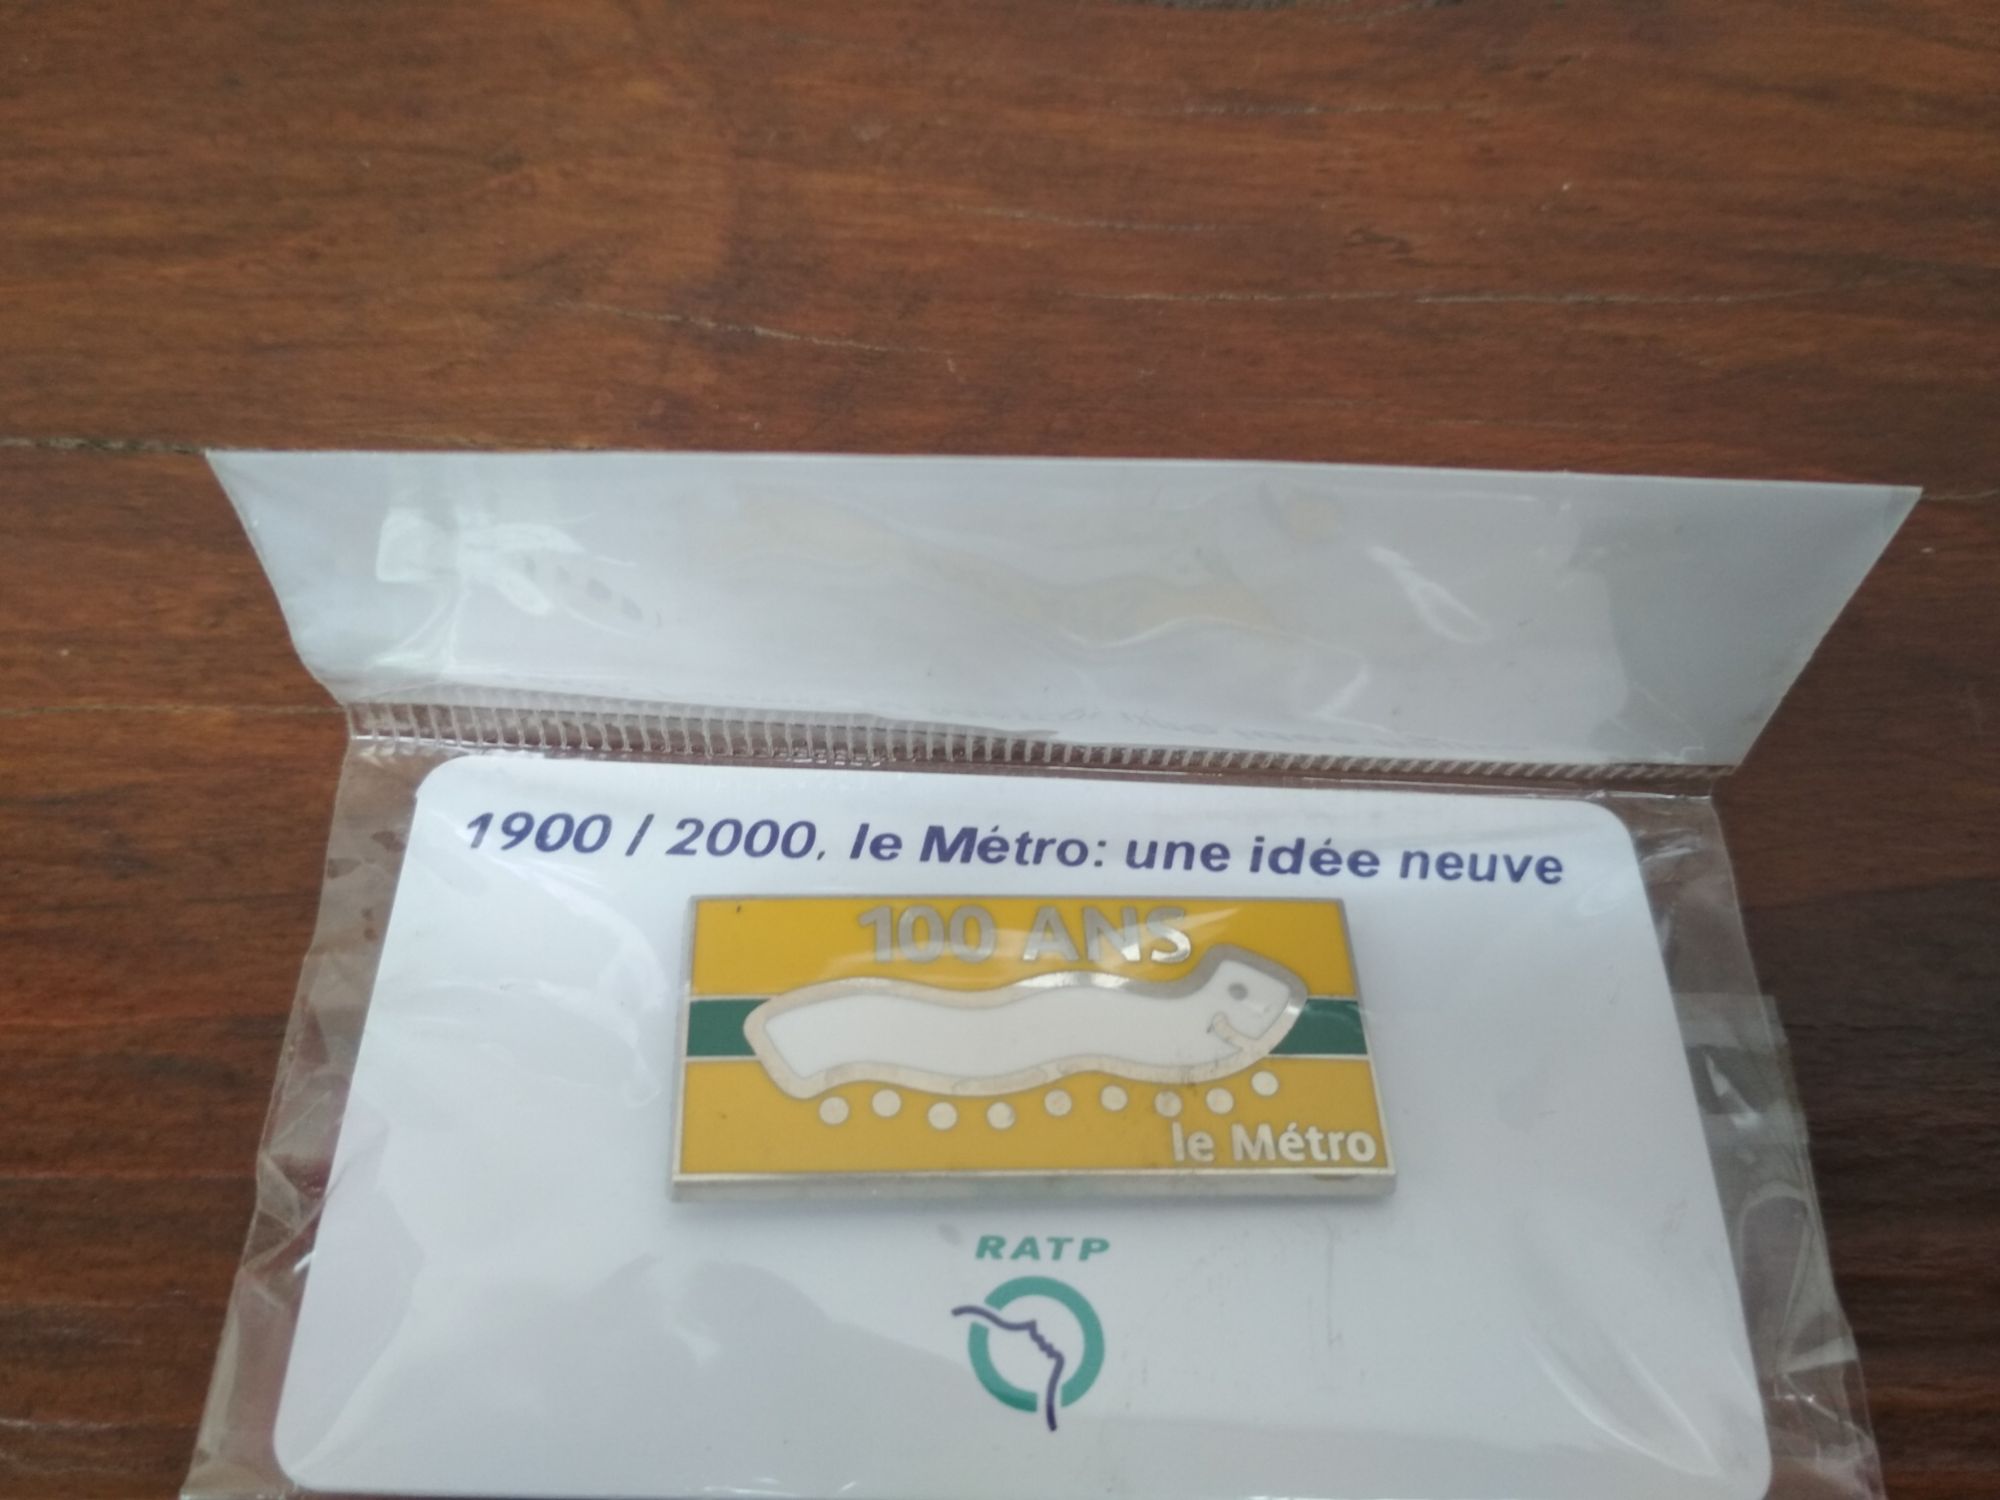 1900 / 2000, le Métro: une idée neuve
100 ANS
le Métro
RATP